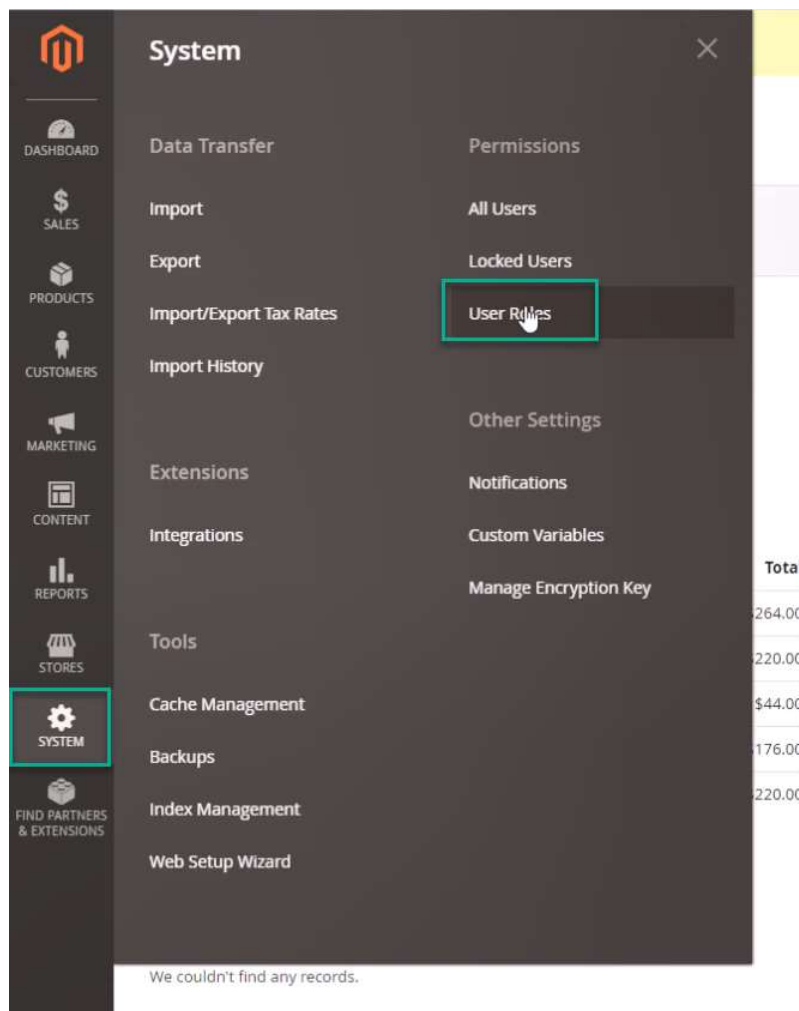 System
DASHBOARD
SALES
PRODUCTS
CUSTOMERS
MARKETING
CONTENT
REPORTS
STORES
SYSTEM
FIND PARTNERS
& EXTENSIONS
Data Transfer
Import
Export
Import/Export Tax Rates
Import History
Extensions
Integrations
Tools
Cache Management
Backups
Index Management
Web Setup Wizard
Permissions
All Users
Locked Users
User Roles
Other Settings
Notifications
Custom Variables
Manage Encryption Key
Tota
264.00
220.00
$44.00
176.00
220.00
We couldn't find any records.